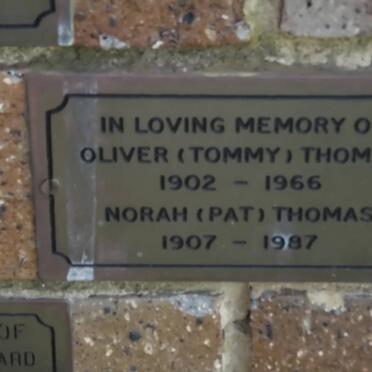 IN LOVING MEMORY O
OLIVER (TOMMY) THOM
1902 - 1966
NORAH (PAT) THOMAS
1907 - 1987
OF
ARD